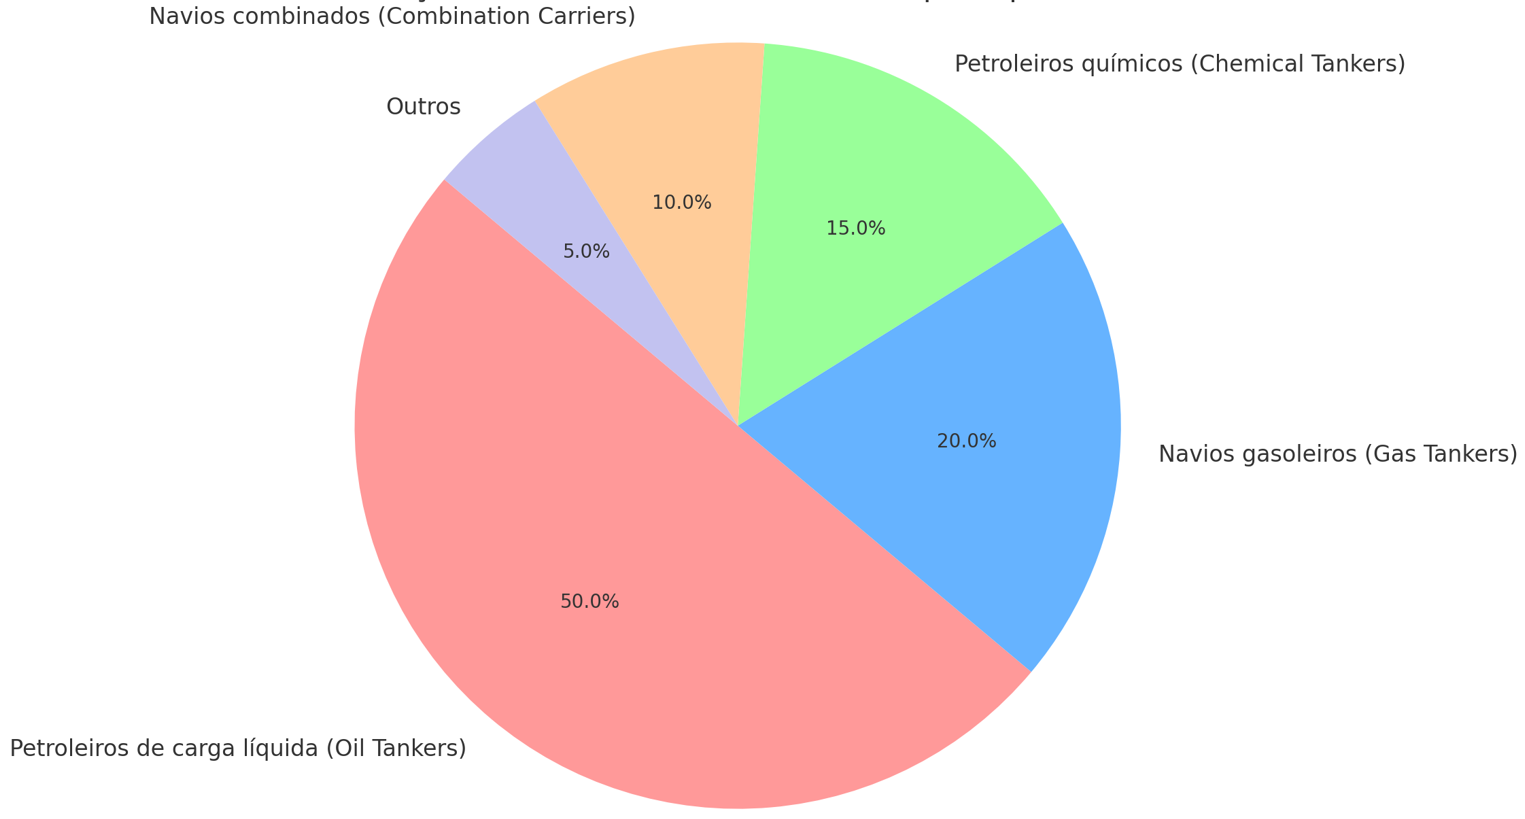 Navios combinados (Combination Carriers)
Petroleiros químicos (Chemical Tankers)
Outros
10.0%
15.0%
5.0%
20.0%
Navios gasoleiros (Gas Tankers)
50.0%
Petroleiros de carga líquida (Oil Tankers)